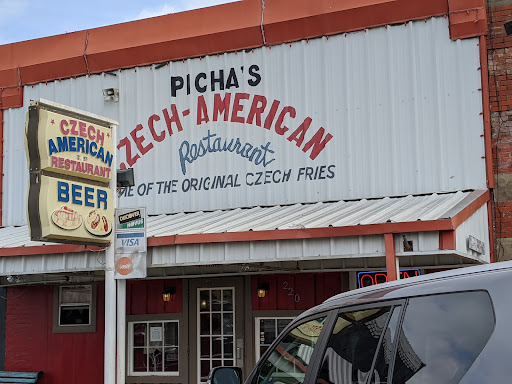 PICHA'S
CZECH-AMERICAN
Restaurant
HOME OF THE ORIGINAL CZECH FRIES
CZECH
AMERICAN
RESTAURANT
BEER
DISCOVER
VISA
220
OPEN